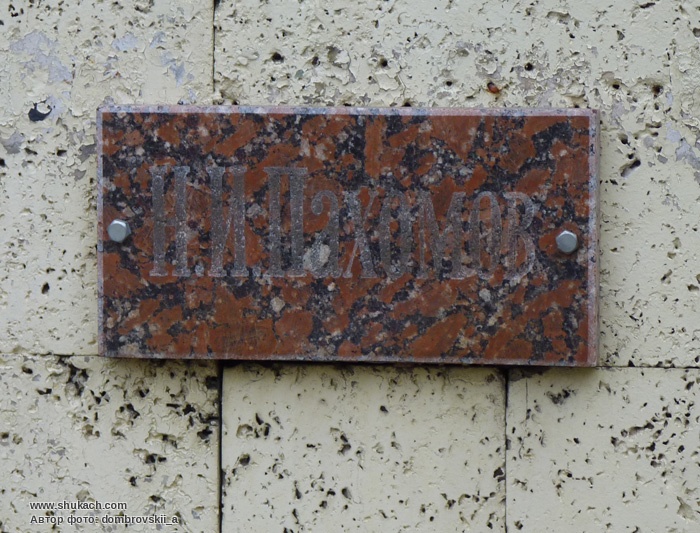 Н.И.Пахомов
www.shukach.com
Автор фото: dombrovskii_a